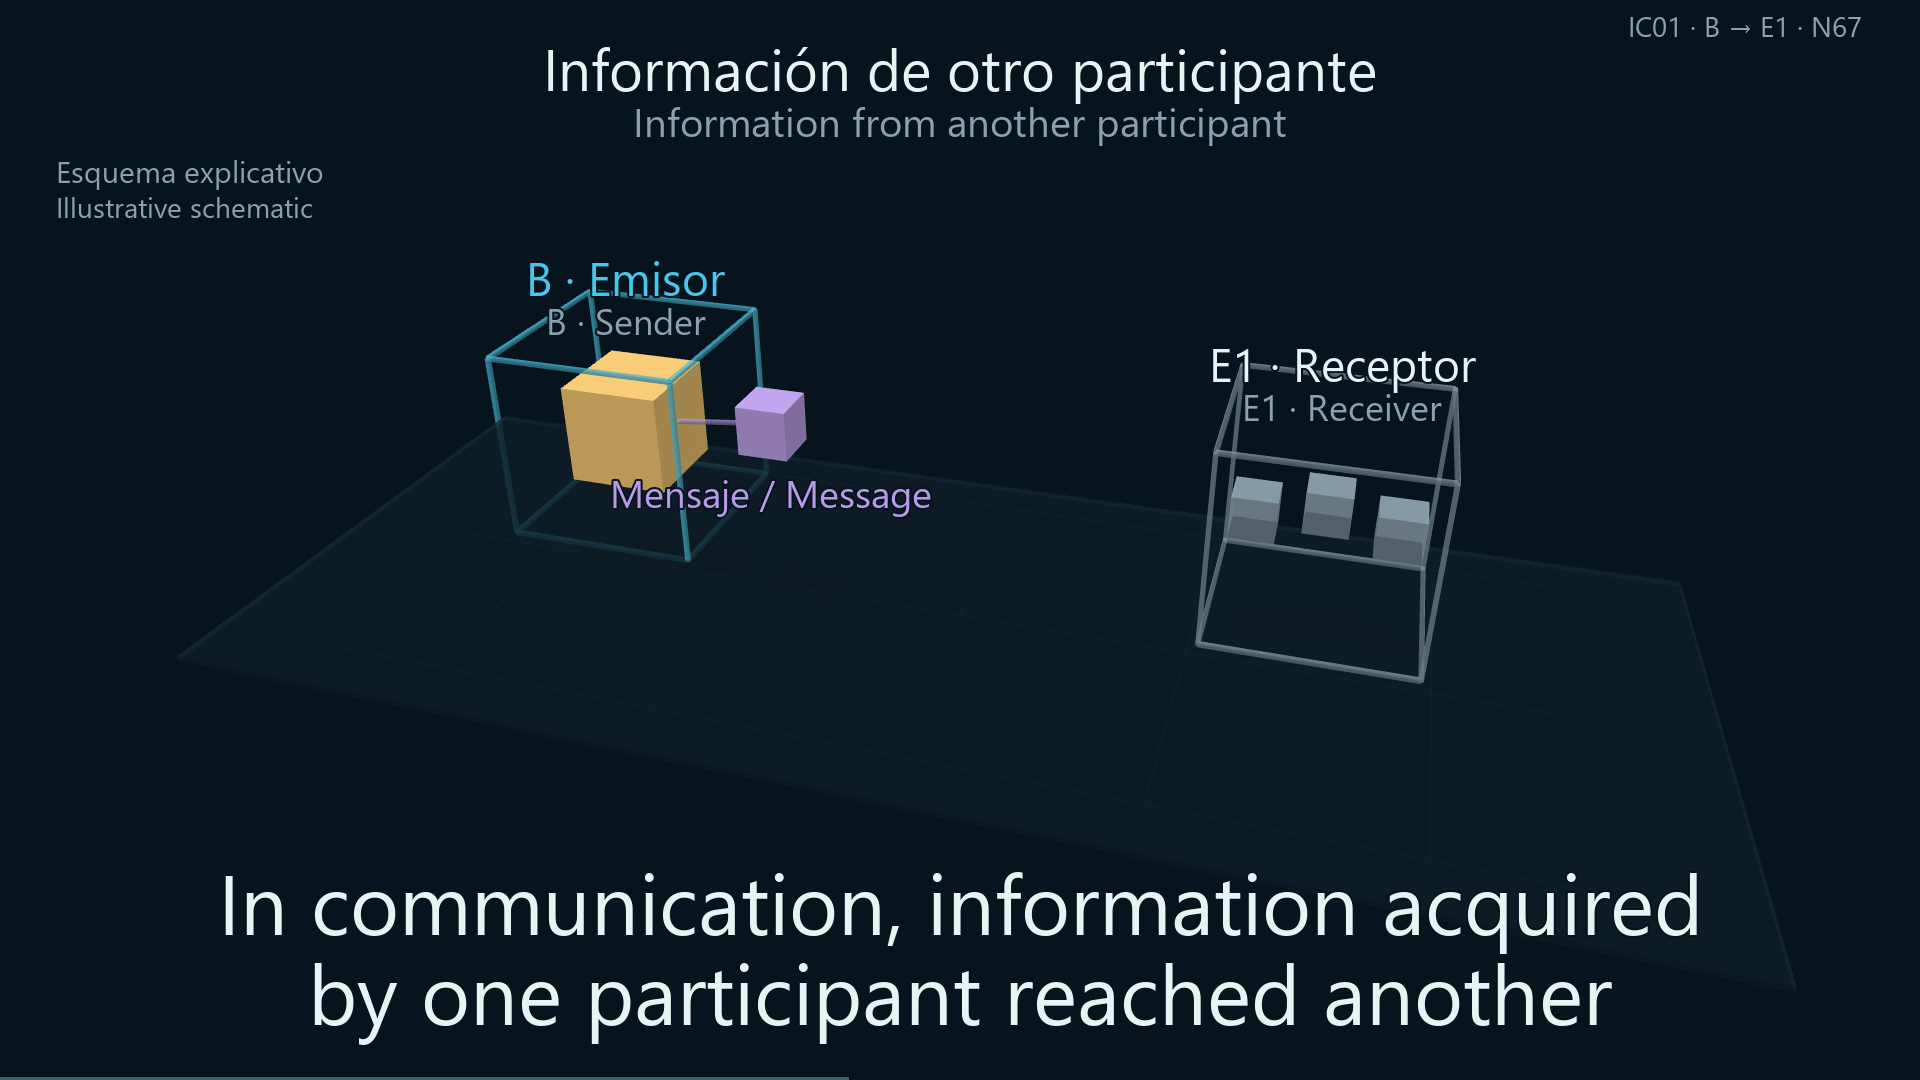 IC01 · B → E1 · N67
Información de otro participante
Information from another participant
Esquema explicativo
Illustrative schematic
B · Emisor
B · Sender
E1 · Receptor
E1 · Receiver
Mensaje / Message
In communication, information acquired
by one participant reached another